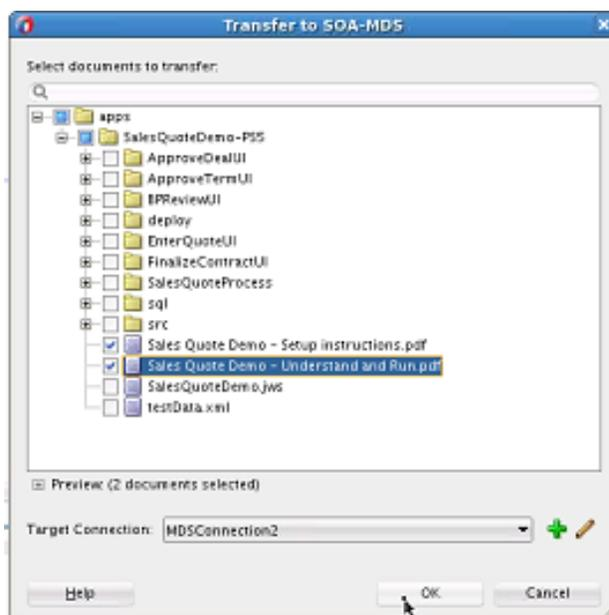 Transfer to SOA-MDS
Select documents to transfer:
apps
SalesQuoteDemo-PS5
ApproveDealUI
ApproveTermUI
BPReviewUI
deploy
EnterQuoteUI
FinalizeContractUI
SalesQuoteProcess
sql
src
Sales Quote Demo - Setup instructions.pdf
Sales Quote Demo - Understand and Run.pdf
SalesQuoteDemo.jws
testData.xml
Preview: (2 documents selected)
Target Connection: MDSConnection2
Help OK Cancel